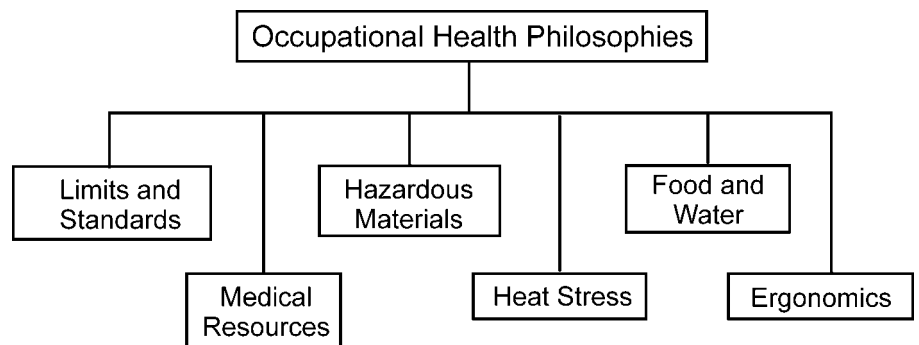 Occupational Health Philosophies
Limits and
Standards
Hazardous
Materials
Food and
Water
Medical
Resources
Heat Stress
Ergonomics